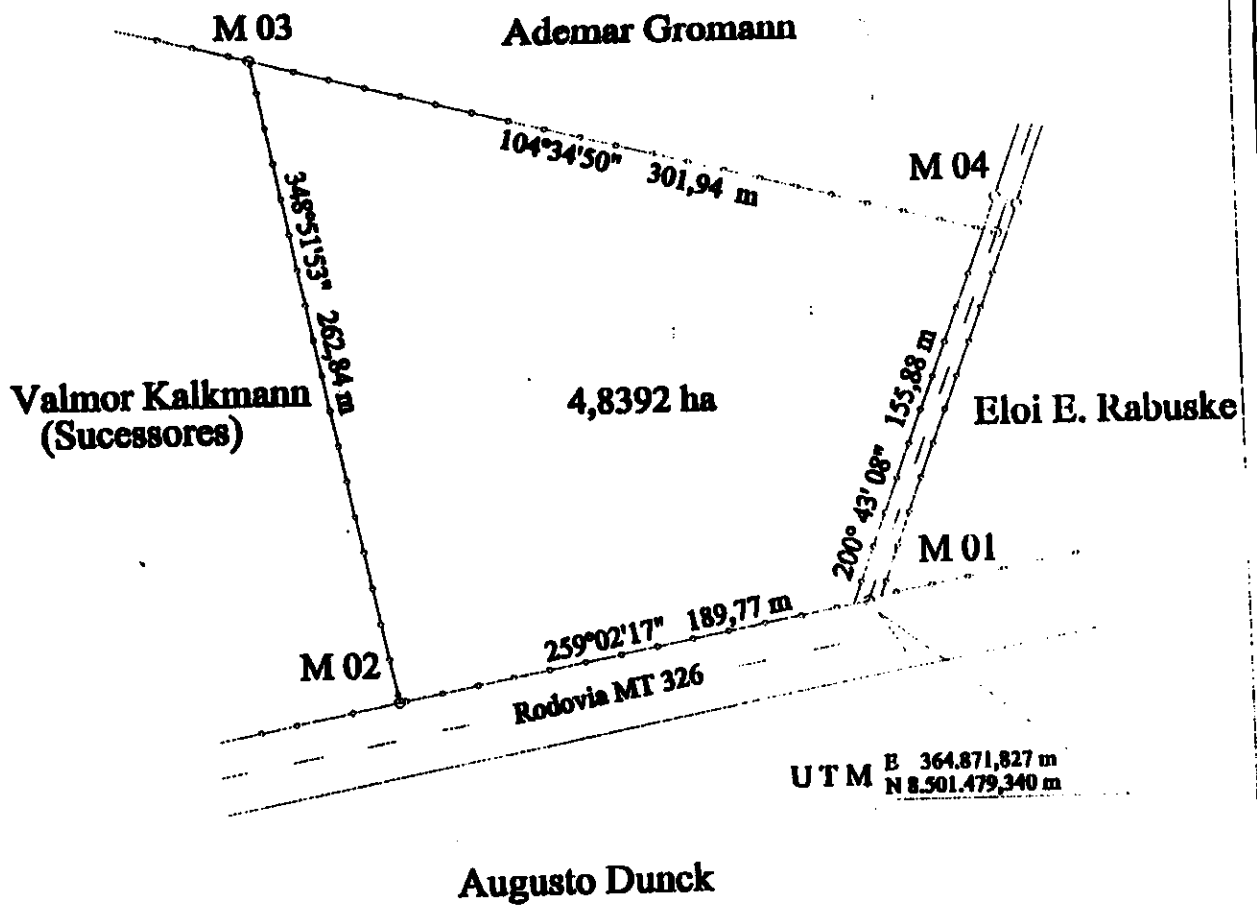 M 03
Ademar Gromann
104°34'50" 301,94 m
M 04
348°51'53" 262,84 m
Valmor Kalkmann
(Sucessores)
4,8392 ha
200° 43' 08" 155,88 m
Eloi E. Rabuske
M 01
259°02'17" 189,77 m
M 02
Rodovia MT 326
U T M
E 364.871,827 m
N 8.501.479,340 m
Augusto Dunck